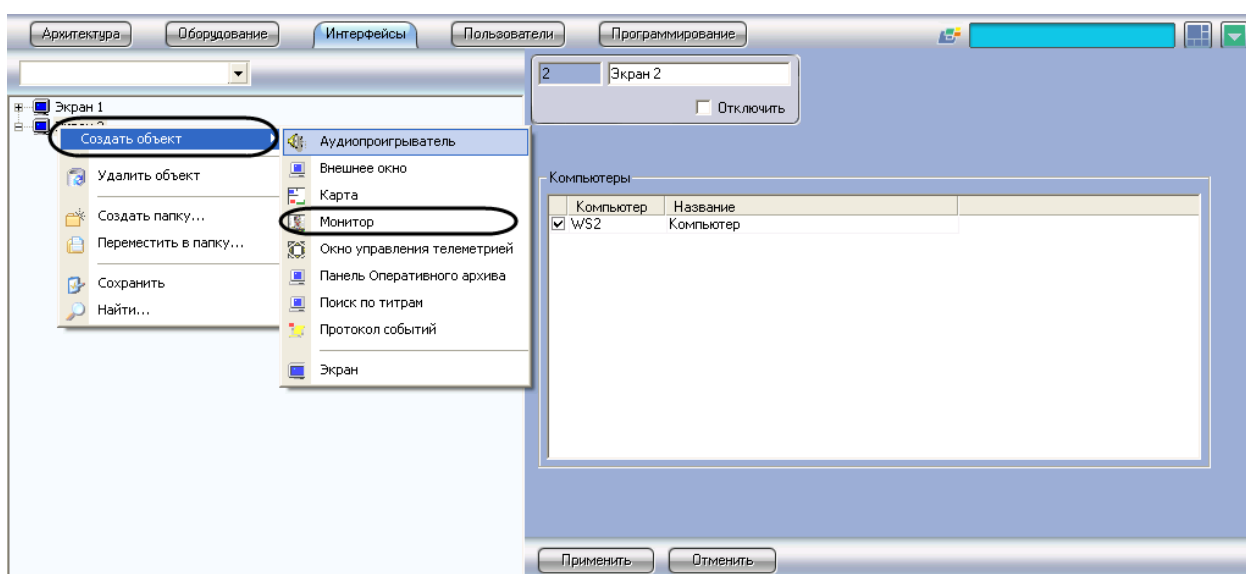 Архитектура Оборудование Интерфейсы Пользователи Программирование
2 Экран 2
Отключить
Экран 1
Создать объект
Удалить объект
Создать папку...
Переместить в папку...
Сохранить
Найти...
Аудиопроигрыватель
Внешнее окно
Карта
Монитор
Окно управления телеметрией
Панель Оперативного архива
Поиск по титрам
Протокол событий
Экран
Компьютеры
Компьютер Название
WS2 Компьютер
Применить Отменить